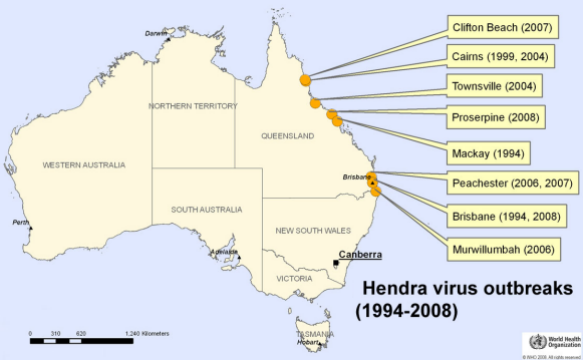 Clifton Beach (2007)
Cairns (1999, 2004)
Townsville (2004)
Proserpine (2008)
Mackay (1994)
Peachester (2006, 2007)
Brisbane (1994, 2008)
Murwillumbah (2006)
Darwin
NORTHERN TERRITORY
QUEENSLAND
WESTERN AUSTRALIA
Brisbane
SOUTH AUSTRALIA
Perth
NEW SOUTH WALES
Adelaide
Canberra
VICTORIA
TASMANIA
Hobart
Hendra virus outbreaks
(1994-2008)
0 310 620 1,240 Kilometers
World Health
Organization
© WHO 2008. All rights reserved